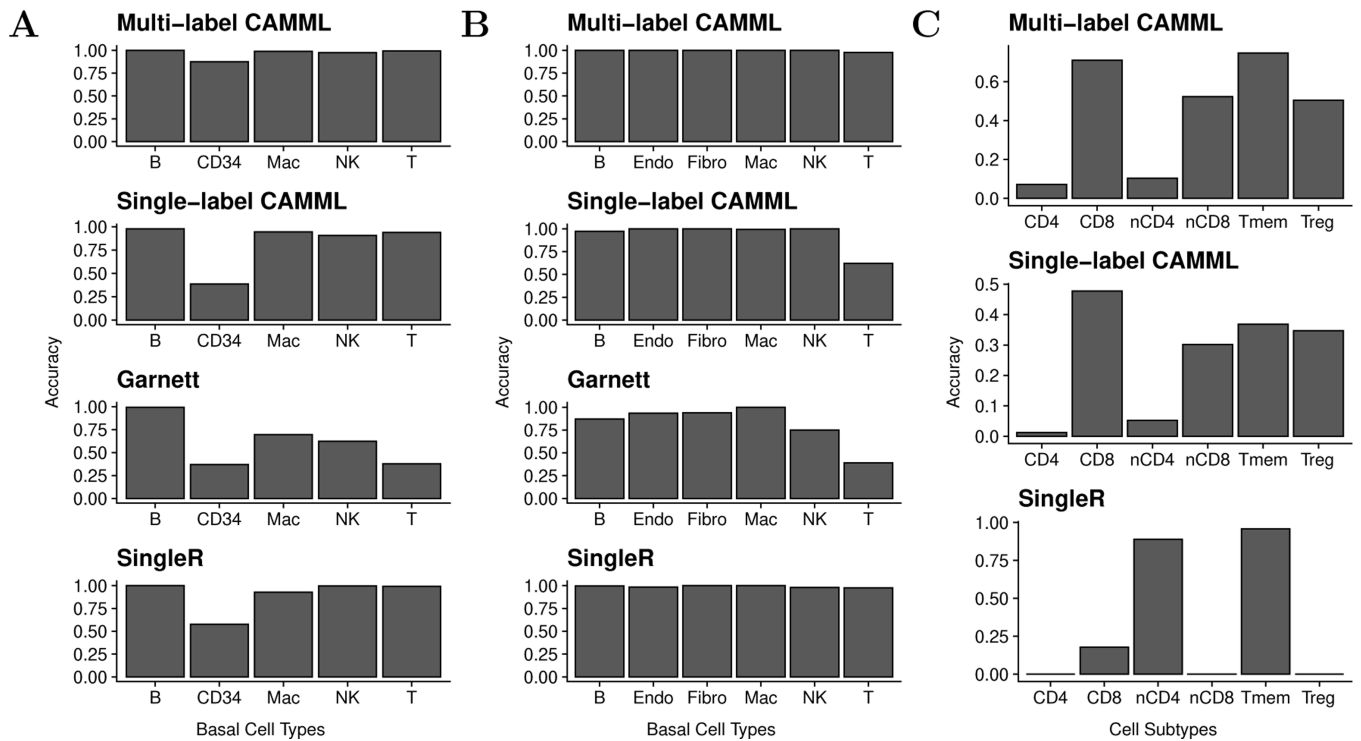 A
Multi-label CAMML
1.00
0.75
0.50
0.25
0.00
B CD34 Mac NK T
Single-label CAMML
1.00
0.75
0.50
0.25
0.00
B CD34 Mac NK T
Garnett
1.00
0.75
0.50
0.25
0.00
B CD34 Mac NK T
SingleR
1.00
0.75
0.50
0.25
0.00
B CD34 Mac NK T
Accuracy
Basal Cell Types
B
Multi-label CAMML
1.00
0.75
0.50
0.25
0.00
B Endo Fibro Mac NK T
Single-label CAMML
1.00
0.75
0.50
0.25
0.00
B Endo Fibro Mac NK T
Garnett
1.00
0.75
0.50
0.25
0.00
B Endo Fibro Mac NK T
SingleR
1.00
0.75
0.50
0.25
0.00
B Endo Fibro Mac NK T
Accuracy
Basal Cell Types
C
Multi-label CAMML
0.6
0.4
0.2
0.0
CD4 CD8 nCD4 nCD8 Tmem Treg
Single-label CAMML
0.5
0.4
0.3
0.2
0.1
0.0
CD4 CD8 nCD4 nCD8 Tmem Treg
SingleR
1.00
0.75
0.50
0.25
0.00
CD4 CD8 nCD4 nCD8 Tmem Treg
Accuracy
Cell Subtypes